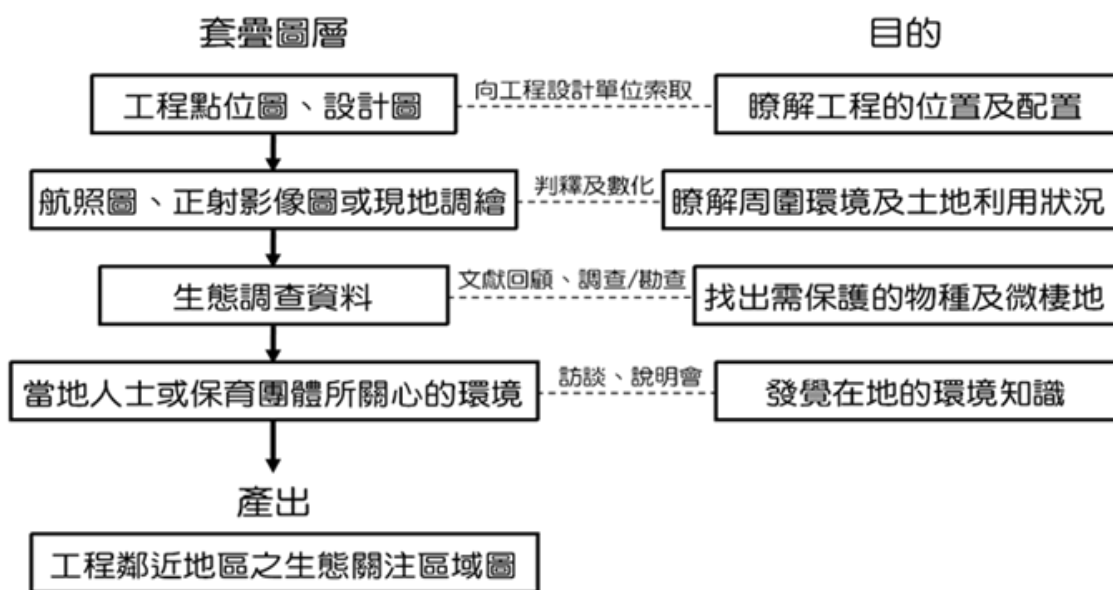 套疊圖層
目的
工程點位圖、設計圖
向工程設計單位索取
瞭解工程的位置及配置
航照圖、正射影像圖或現地調繪
判釋及數化
瞭解周圍環境及土地利用狀況
生態調查資料
文獻回顧、調查/勘查
找出需保護的物種及微棲地
當地人士或保育團體所關心的環境
訪談、說明會
發覺在地的環境知識
產出
工程鄰近地區之生態關注區域圖